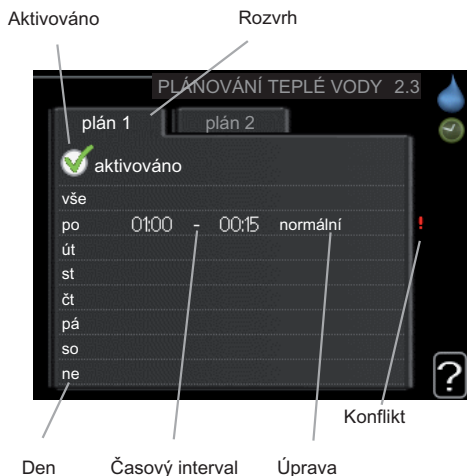 Aktivováno Rozvrh
PLÁNOVÁNÍ TEPLÉ VODY 2.3
plán 1 plán 2
aktivováno
vše
po 01:00 - 00:15 normální !
út
st
čt
pá
so
ne
?
Konflikt
Den Časový interval Úprava